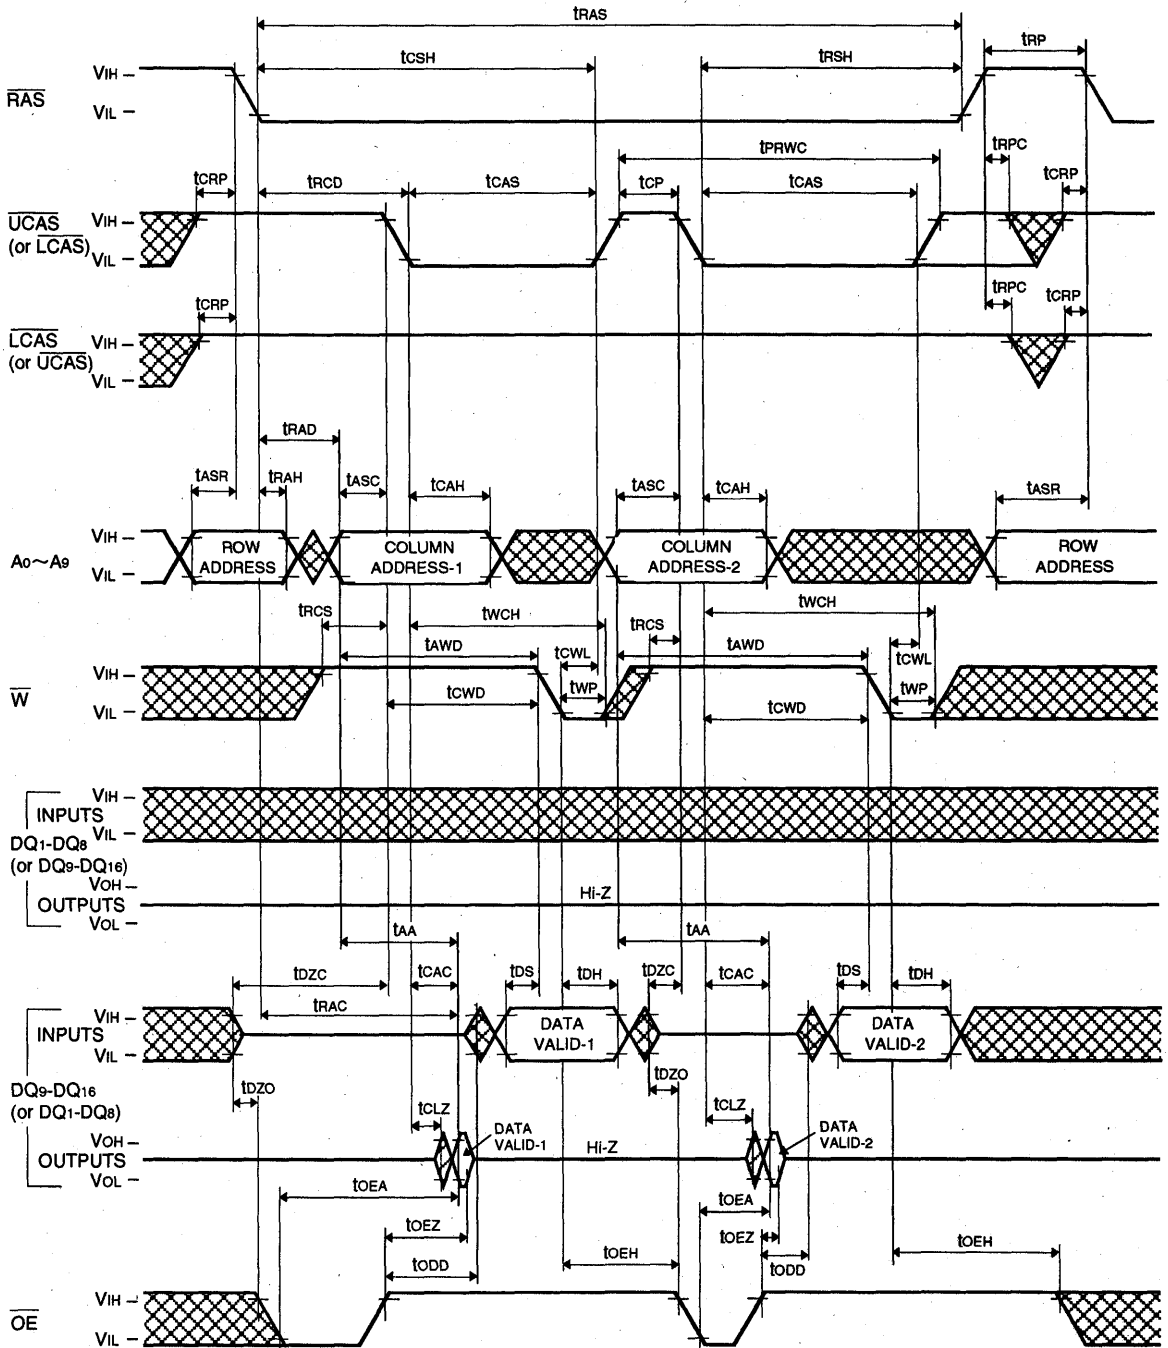 tRAS
tCSH
tRSH
tRP
RAS
VIH
VIL
tPRWC
tRPC
tCRP
tRCD
tCAS
tCP
tCAS
tCRP
UCAS
(or LCAS)
VIH
VIL
tCRP
tRPC
tCRP
LCAS
(or UCAS)
VIH
VIL
tRAD
tASR
tRAH
tASC
tCAH
tASC
tCAH
tASR
A0~A9
VIH
VIL
ROW
ADDRESS
COLUMN
ADDRESS-1
COLUMN
ADDRESS-2
ROW
ADDRESS
tRCS
tWCH
tRCS
tWCH
tAWD
tCWL
tAWD
tCWL
W
VIH
VIL
tCWD
tWP
tCWD
tWP
INPUTS
VIH
VIL
DQ1-DQ8
(or DQ9-DQ16)
OUTPUTS
VOH
VOL
Hi-Z
tAA
tAA
tDZC
tCAC
tDS
tDH
tDZC
tCAC
tDS
tDH
tRAC
INPUTS
VIH
VIL
DATA
VALID-1
DATA
VALID-2
DQ9-DQ16
(or DQ1-DQ8)
tDZO
tDZO
tCLZ
tCLZ
OUTPUTS
VOH
VOL
DATA
VALID-1
Hi-Z
DATA
VALID-2
tOEA
tOEA
tOEZ
tOEZ
tODD
tOEH
tODD
tOEH
OE
VIH
VIL